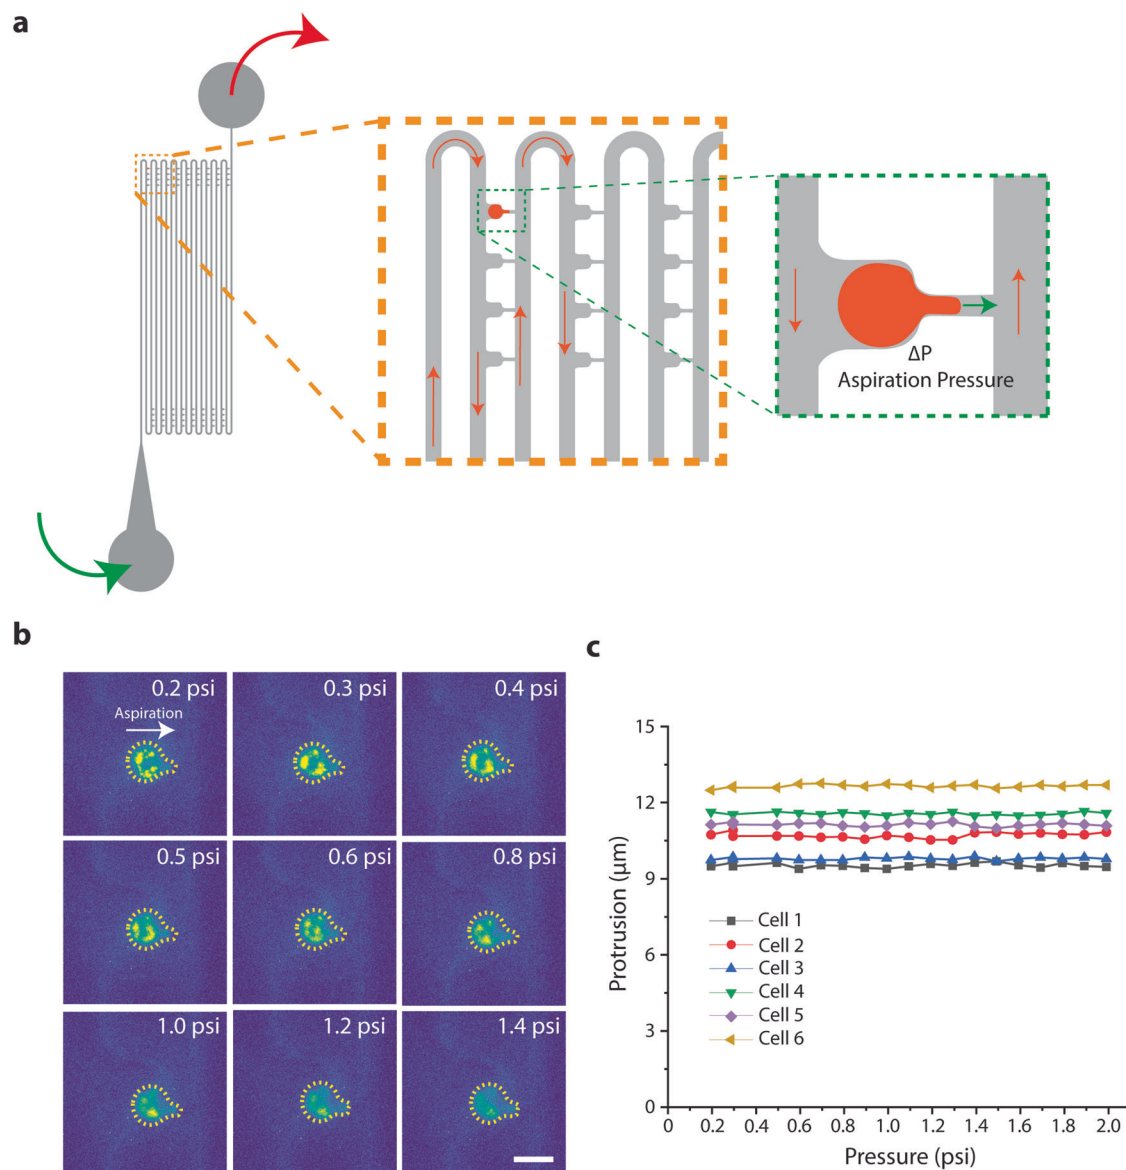 a
ΔP
Aspiration Pressure
b
0.2 psi
0.3 psi
0.4 psi
Aspiration
0.5 psi
0.6 psi
0.8 psi
1.0 psi
1.2 psi
1.4 psi
c
15
12
9
6
3
0
Protrusion (μm)
Cell 1
Cell 2
Cell 3
Cell 4
Cell 5
Cell 6
0 0.2 0.4 0.6 0.8 1.0 1.2 1.4 1.6 1.8 2.0
Pressure (psi)